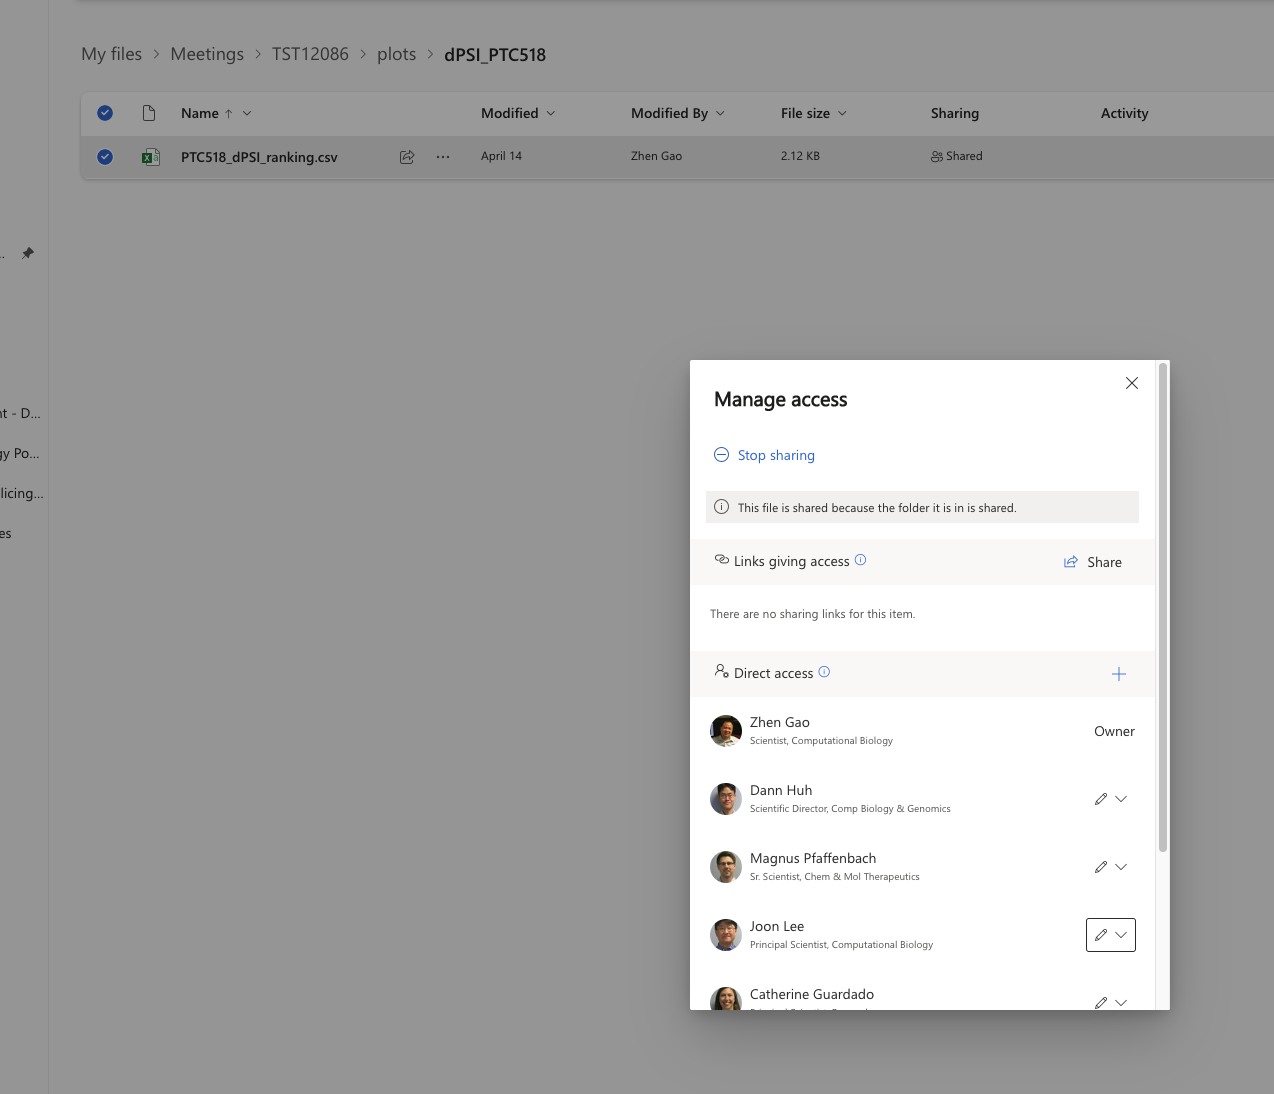 My files > Meetings > TST12086 > plots > dPSI_PTC518
Name ↑ Modified Modified By File size Sharing Activity
PTC518_dPSI_ranking.csv ... April 14 Zhen Gao 2.12 KB Shared
..
nt - D...
gy Po...
licing...
es
Manage access
Stop sharing
This file is shared because the folder it is in is shared.
Links giving access Share
There are no sharing links for this item.
Direct access
Zhen Gao
Scientist, Computational Biology
Owner
Dann Huh
Scientific Director, Comp Biology & Genomics
Magnus Pfaffenbach
Sr. Scientist, Chem & Mol Therapeutics
Joon Lee
Principal Scientist, Computational Biology
Catherine Guardado